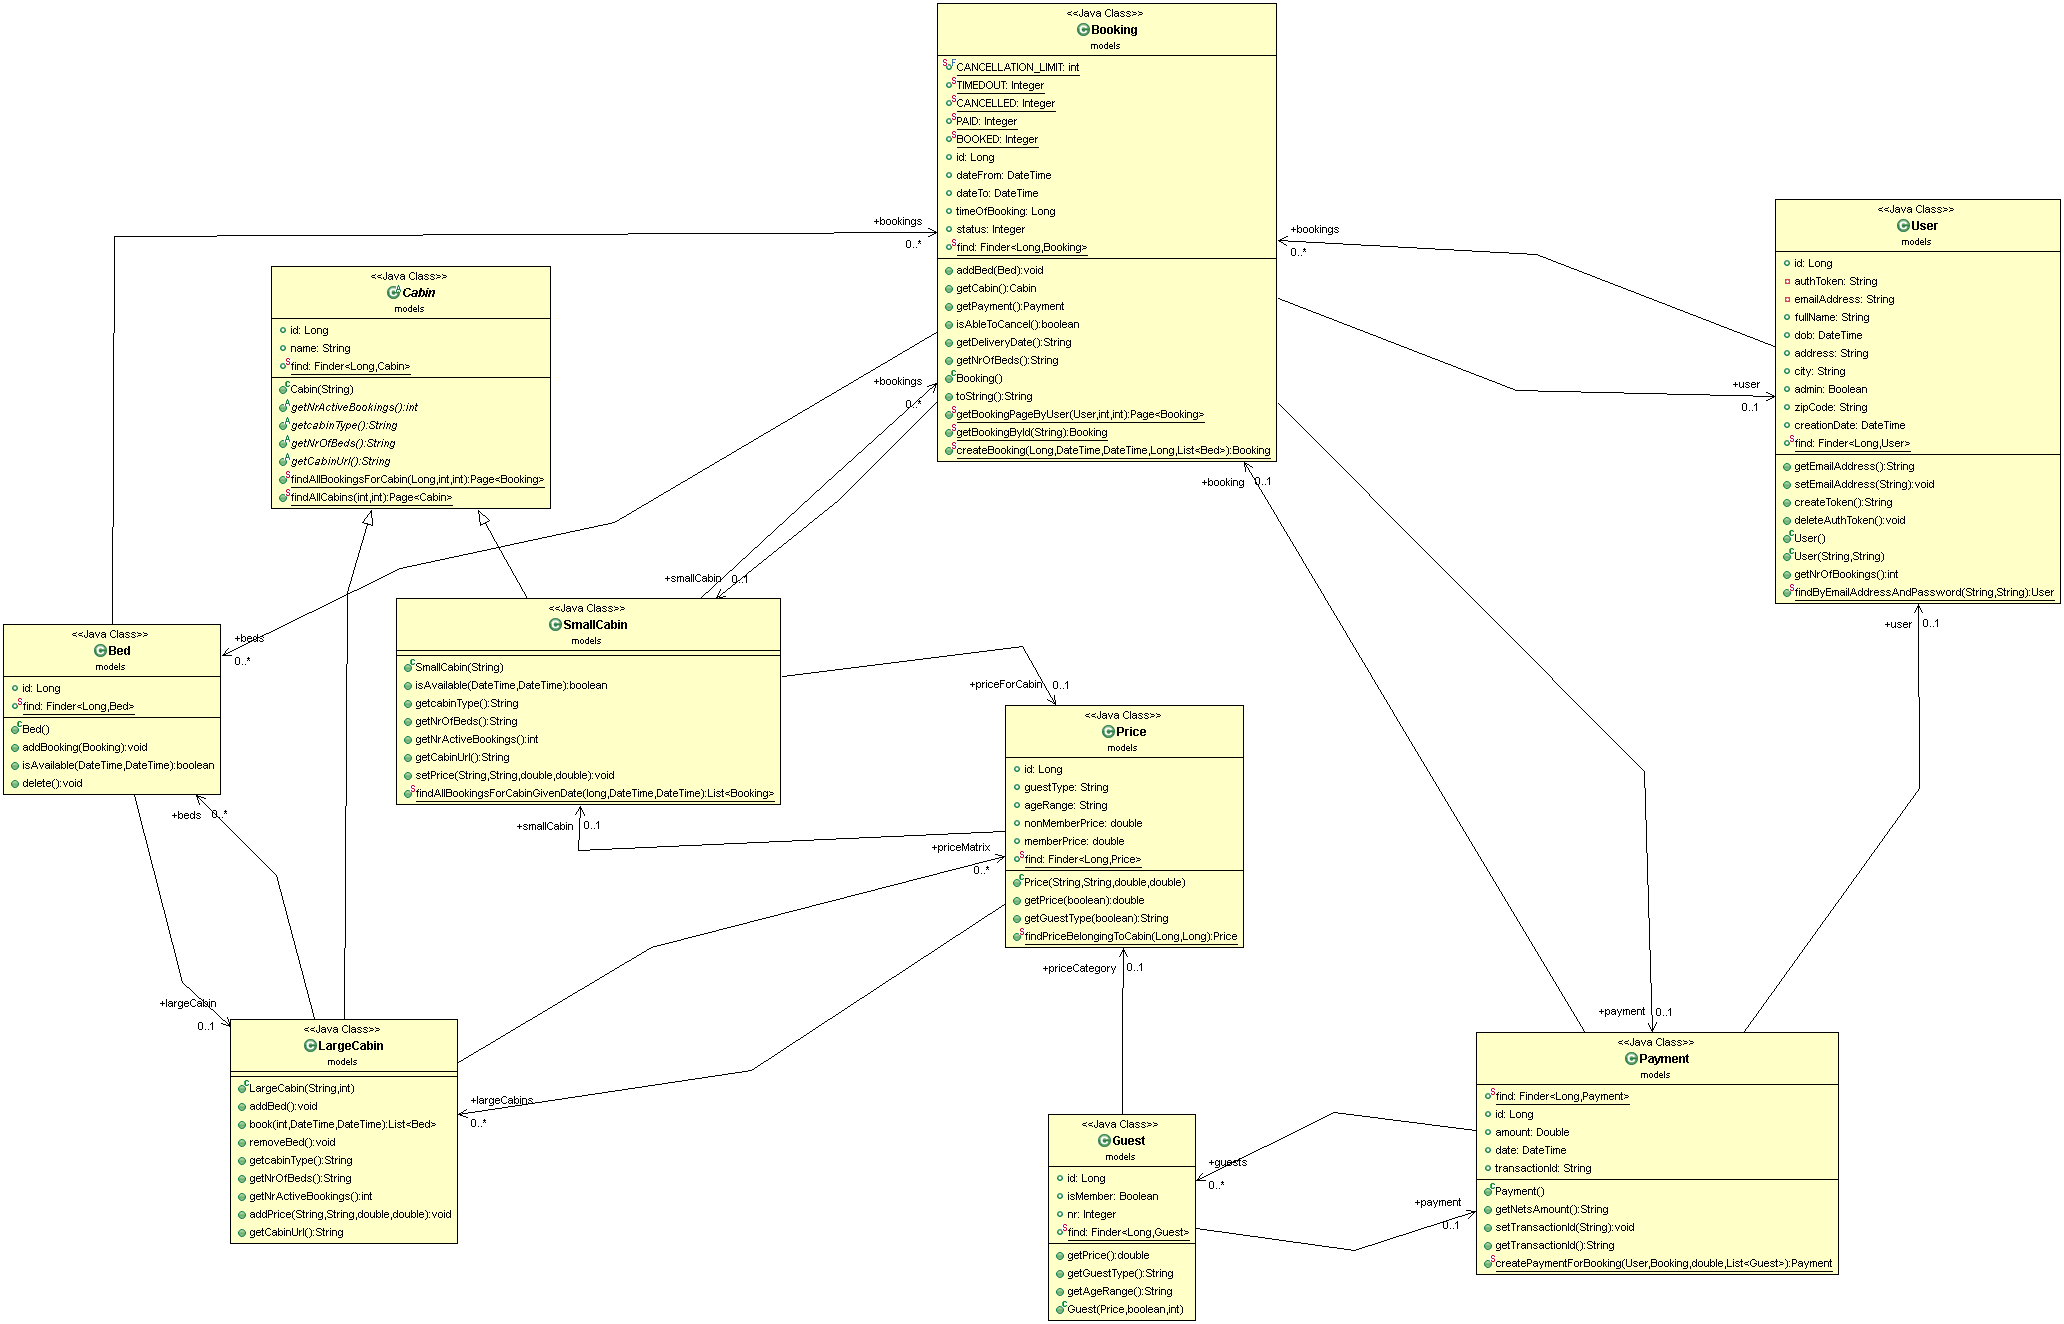 <<Java Class>>
Booking
models
CANCELLATION_LIMIT: int
TIMEDOUT: Integer
CANCELLED: Integer
PAID: Integer
BOOKED: Integer
id: Long
dateFrom: DateTime
dateTo: DateTime
timeOfBooking: Long
status: Integer
find: Finder<Long,Booking>
addBed(Bed):void
getCabin():Cabin
getPayment():Payment
isAbleToCancel():boolean
getDeliveryDate():String
getNrOfBeds():String
Booking()
toString():String
getBookingPageByUser(User,int,int):Page<Booking>
getBookingById(String):Booking
createBooking(Long,DateTime,DateTime,Long,List<Bed>):Booking
+bookings
0..*
+bookings
0..*
+bookings
0..*
+booking
0..1
<<Java Class>>
User
models
id: Long
authToken: String
emailAddress: String
fullName: String
dob: DateTime
address: String
city: String
admin: Boolean
zipCode: String
creationDate: DateTime
find: Finder<Long,User>
getEmailAddress():String
setEmailAddress(String):void
createToken():String
deleteAuthToken():void
User()
User(String,String)
getNrOfBookings():int
findByEmailAddressAndPassword(String,String):User
+user
0..1
+user
0..1
<<Java Class>>
Cabin
models
id: Long
name: String
find: Finder<Long,Cabin>
Cabin(String)
getNrActiveBookings():int
getcabinType():String
getNrOfBeds():String
getCabinUrl():String
findAllBookingsForCabin(Long,int,int):Page<Booking>
findAllCabins(int,int):Page<Cabin>
+smallCabin
0..1
<<Java Class>>
SmallCabin
models
SmallCabin(String)
isAvailable(DateTime,DateTime):boolean
getcabinType():String
getNrOfBeds():String
getNrActiveBookings():int
getCabinUrl():String
setPrice(String,String,double,double):void
findAllBookingsForCabinGivenDate(long,DateTime,DateTime):List<Booking>
+smallCabin
0..1
+beds
0..*
<<Java Class>>
Bed
models
id: Long
find: Finder<Long,Bed>
Bed()
addBooking(Booking):void
isAvailable(DateTime,DateTime):boolean
delete():void
+beds
0..*
+priceForCabin
0..1
<<Java Class>>
Price
models
id: Long
guestType: String
ageRange: String
nonMemberPrice: double
memberPrice: double
find: Finder<Long,Price>
Price(String,String,double,double)
getPrice(boolean):double
getGuestType(boolean):String
findPriceBelongingToCabin(Long,Long):Price
+priceMatrix
0..*
+priceCategory
0..1
+largeCabin
0..1
<<Java Class>>
LargeCabin
models
LargeCabin(String,int)
addBed():void
book(int,DateTime,DateTime):List<Bed>
removeBed():void
getcabinType():String
getNrOfBeds():String
getNrActiveBookings():int
addPrice(String,String,double,double):void
getCabinUrl():String
+largeCabins
0..*
<<Java Class>>
Guest
models
id: Long
isMember: Boolean
nr: Integer
find: Finder<Long,Guest>
getPrice():double
getGuestType():String
getAgeRange():String
Guest(Price,boolean,int)
+guests
0..*
+payment
0..1
+payment
0..1
<<Java Class>>
Payment
models
find: Finder<Long,Payment>
id: Long
amount: Double
date: DateTime
transactionId: String
Payment()
getNetsAmount():String
setTransactionId(String):void
getTransactionId():String
createPaymentForBooking(User,Booking,double,List<Guest>):Payment